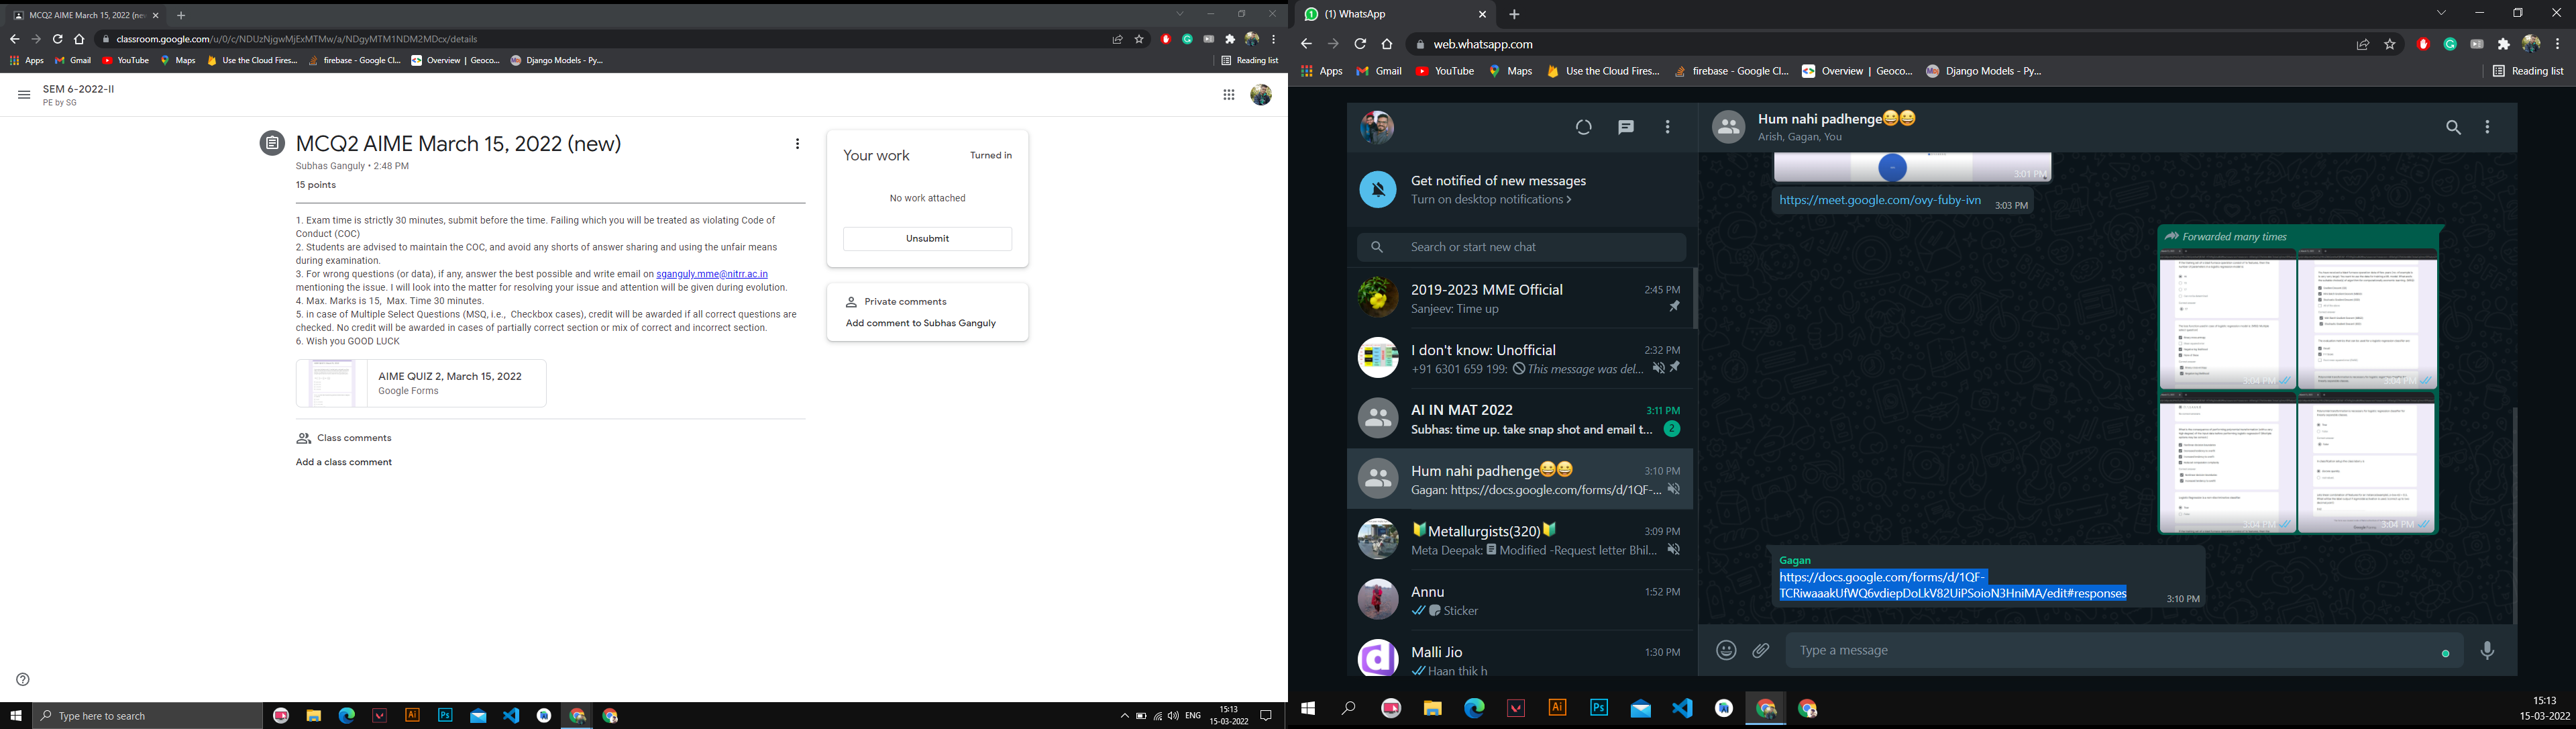 MCQ2 AIME March 15, 2022 (new)
classroom.google.com/u/0/c/NDUzNjgwMjExMTMw/a/NDgyMTM1NDM2MDcx/details
Apps
Gmail
YouTube
Maps
Use the Cloud Fires...
firebase - Google Cl...
Overview | Geoco...
Django Models - Py...
Reading list
SEM 6-2022-II
PE by SG
MCQ2 AIME March 15, 2022 (new)
Subhas Ganguly • 2:48 PM
15 points
1. Exam time is strictly 30 minutes, submit before the time. Failing which you will be treated as violating Code of
Conduct (COC)
2. Students are advised to maintain the COC, and avoid any shorts of answer sharing and using the unfair means
during examination.
3. For wrong questions (or data), if any, answer the best possible and write email on sganguly.mme@nitrr.ac.in
mentioning the issue. I will look into the matter for resolving your issue and attention will be given during evolution.
4. Max. Marks is 15, Max. Time 30 minutes.
5. in case of Multiple Select Questions (MSQ, i.e., Checkbox cases), credit will be awarded if all correct questions are
checked. No credit will be awarded in cases of partially correct section or mix of correct and incorrect section.
6. Wish you GOOD LUCK
AIME QUIZ 2, March 15, 2022
Google Forms
Class comments
Add a class comment
Your work
Turned in
No work attached
Unsubmit
Private comments
Add comment to Subhas Ganguly
Type here to search
ENG
15:13
15-03-2022
(1) WhatsApp
web.whatsapp.com
Apps
Gmail
YouTube
Maps
Use the Cloud Fires...
firebase - Google Cl...
Overview | Geoco...
Django Models - Py...
Reading list
Get notified of new messages
Turn on desktop notifications >
Search or start new chat
2019-2023 MME Official
2:45 PM
Sanjeev: Time up
I don't know: Unofficial
2:32 PM
+91 6301 659 199: This message was del...
AI IN MAT 2022
3:11 PM
Subhas: time up. take snap shot and email t...
2
Hum nahi padhenge😄😄
3:10 PM
Gagan: https://docs.google.com/forms/d/1QF-...
🔰Metallurgists(320)🔰
3:09 PM
Meta Deepak: Modified -Request letter Bhil...
Annu
1:52 PM
Sticker
Malli Jio
1:30 PM
Haan thik h
Hum nahi padhenge😄😄
Arish, Gagan, You
3:01 PM
https://meet.google.com/ovy-fuby-ivn
3:03 PM
Forwarded many times
3:04 PM
3:04 PM
3:04 PM
3:04 PM
Gagan
https://docs.google.com/forms/d/1QF-
TCRiwaaakUfWQ6vdiepDoLkV82UiPSoioN3HniMA/edit#responses
3:10 PM
Type a message
15:13
15-03-2022